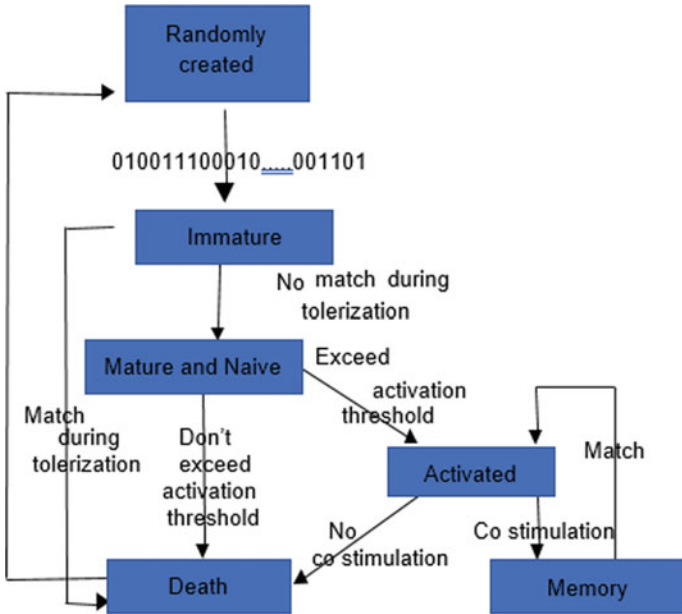 Randomly
created
010011100010.....001101
Immature
No match during
tolerization
Mature and Naive
Exceed
activation
threshold
Match
during
tolerization
Don't
exceed
activation
threshold
Match
Activated
No
co stimulation
Co stimulation
Death
Memory